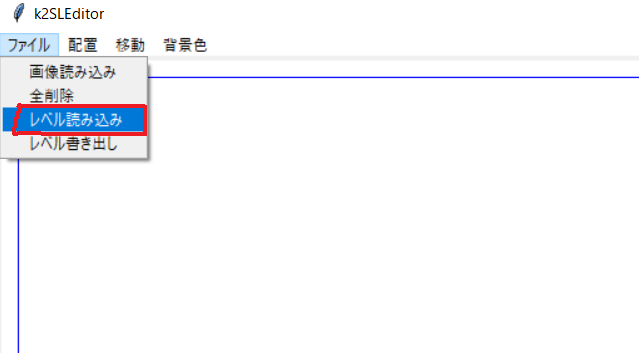 k2SLEditor
ファイル 配置 移動 背景色
画像読み込み
全削除
レベル読み込み
レベル書き出し